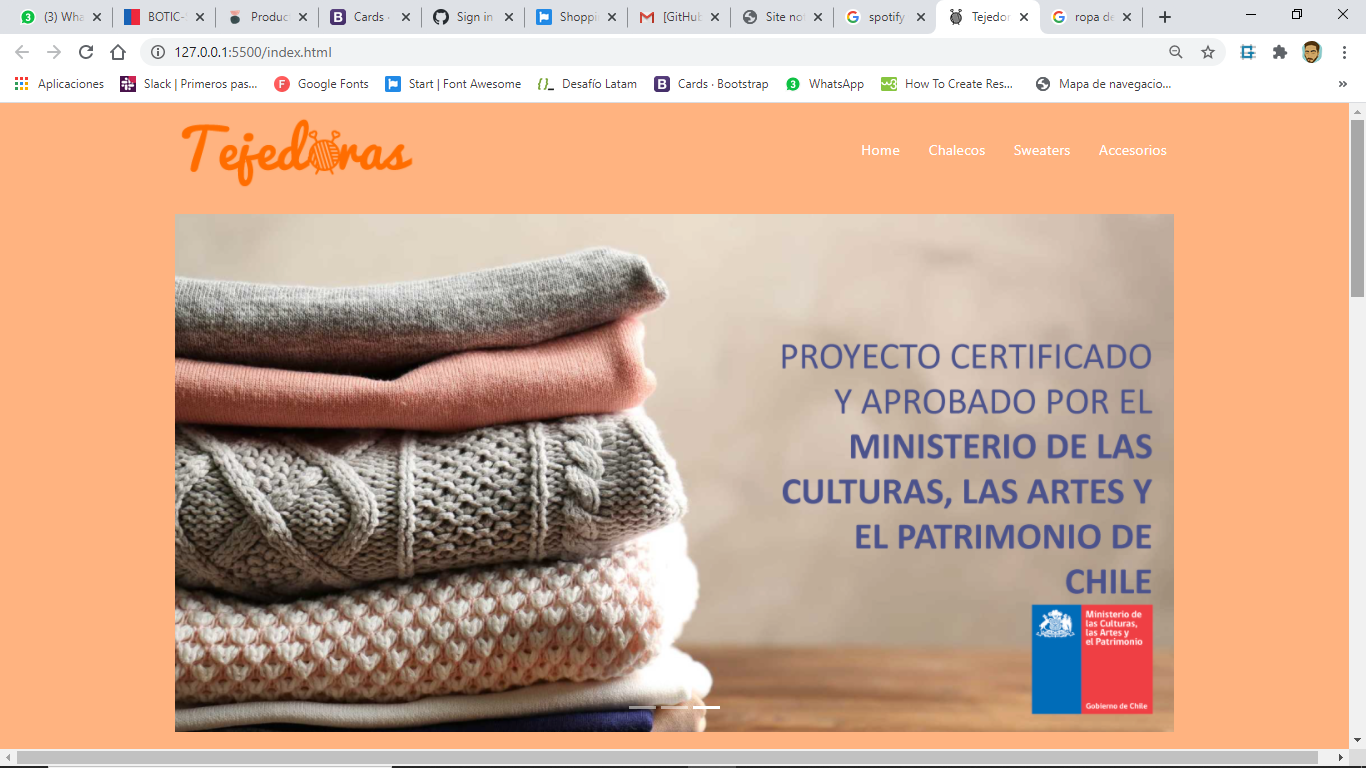 (3) Wha
BOTIC-
Produc
Cards ·
Sign in
Shoppi
[GitHub
Site not
spotify
Tejedor
ropa de
127.0.0.1:5500/index.html
Aplicaciones
Slack | Primeros pas...
Google Fonts
Start | Font Awesome
Desafío Latam
Cards · Bootstrap
WhatsApp
How To Create Res...
Mapa de navegacio...
»
Tejedoras
Home
Chalecos
Sweaters
Accesorios
PROYECTO CERTIFICADO
Y APROBADO POR EL
MINISTERIO DE LAS
CULTURAS, LAS ARTES Y
EL PATRIMONIO DE
CHILE
Ministerio de
las Culturas,
las Artes y
el Patrimonio
Gobierno de Chile